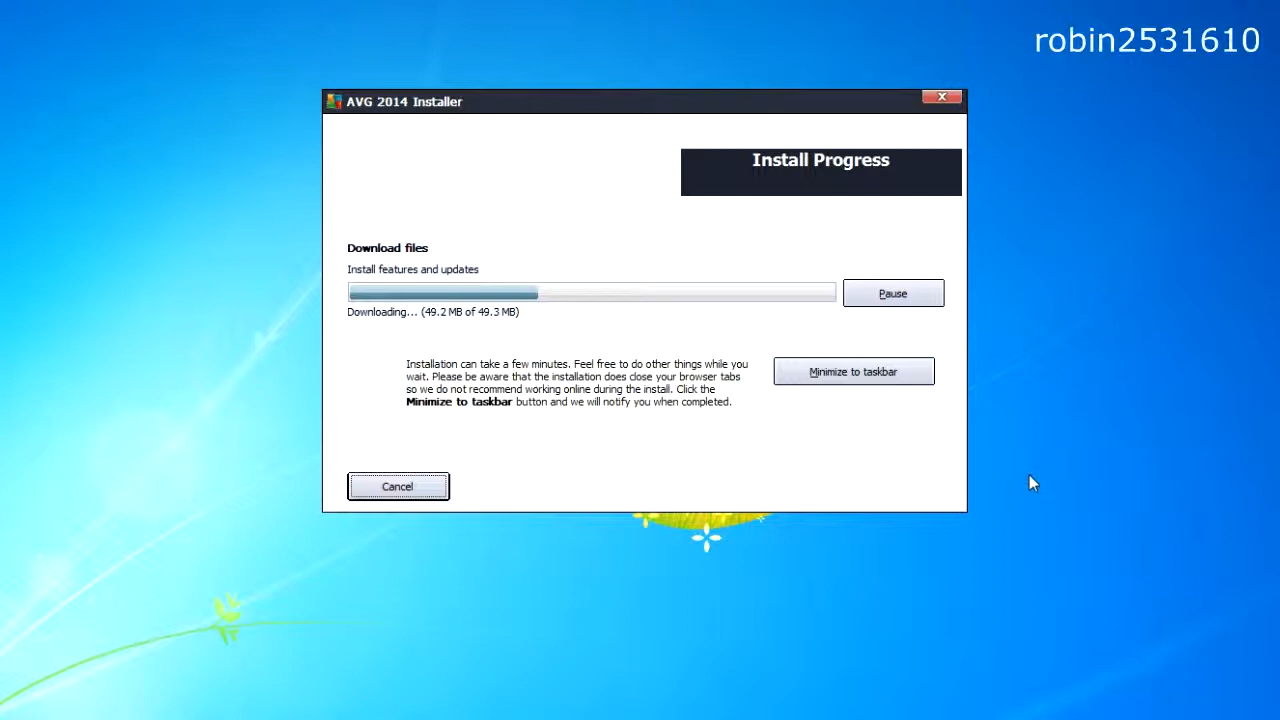 robin2531610
AVG 2014 Installer
Install Progress
Download files
Install features and updates
Pause
Downloading... (49.2 MB of 49.3 MB)
Installation can take a few minutes. Feel free to do other things while you
wait. Please be aware that the installation does close your browser tabs
so we do not recommend working online during the install. Click the
Minimize to taskbar button and we will notify you when completed.
Minimize to taskbar
Cancel